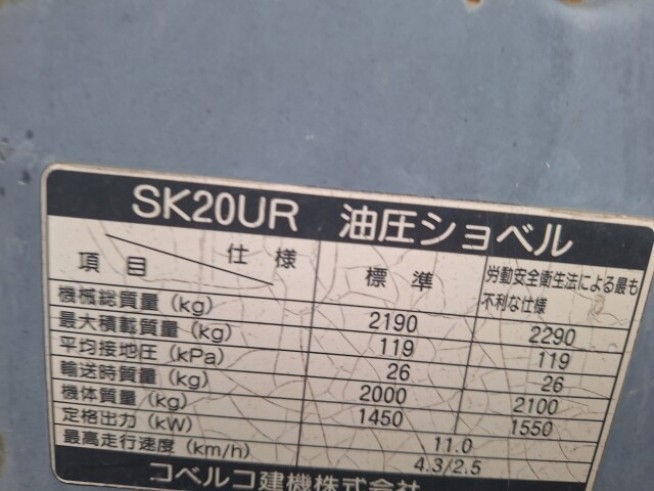 SK20UR 油圧ショベル
項目 仕様 標準 労動安全衛生法による最も不利な仕様
機械総質量 (kg) 2190 2290
最大積載質量 (kg) 119 119
平均接地圧 (kPa) 26 26
輸送時質量 (kg) 2000 2100
機体質量 (kg) 1450 1550
定格出力 (kW) 11.0
最高走行速度 (km/h) 4.3/2.5
コベルコ建機株式会社